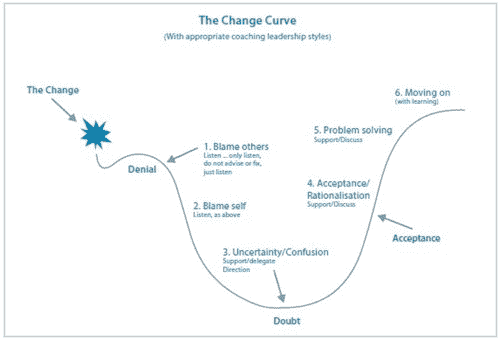 The Change Curve
(With appropriate coaching leadership styles)
The Change
Denial
1. Blame others
Listen ... only listen,
do not advise or fix,
just listen
2. Blame self
Listen, as above
3. Uncertainty/Confusion
Support/delegate
Direction
Doubt
4. Acceptance/
Rationalisation
Support/Discuss
Acceptance
5. Problem solving
Support/Discuss
6. Moving on
(with learning)